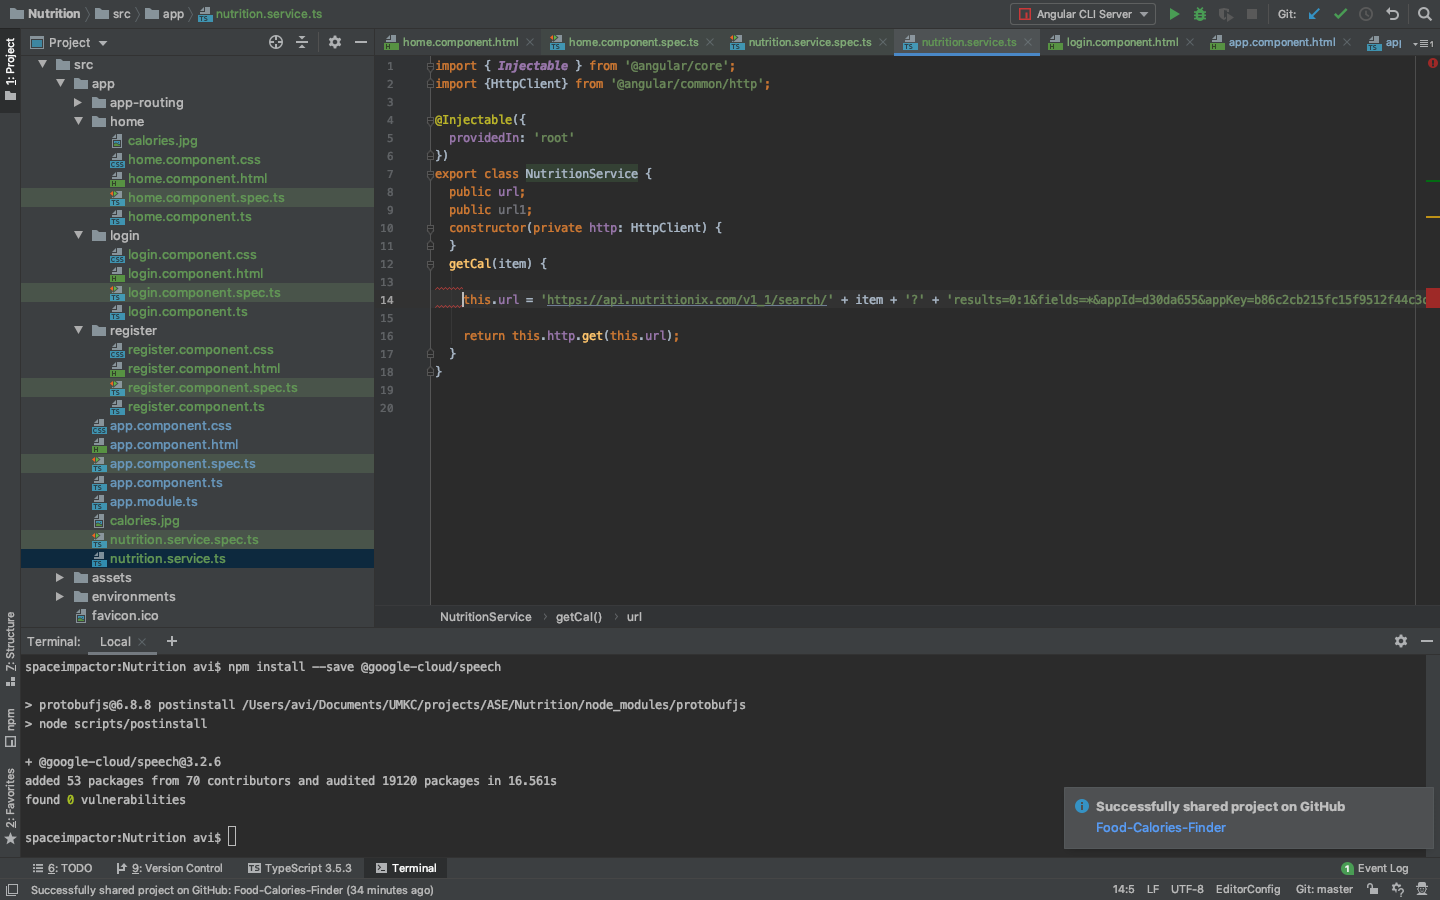 Nutrition src app nutrition.service.ts
Angular CLI Server Git:
1: Project
Project
home.component.html home.component.spec.ts nutrition.service.spec.ts nutrition.service.ts login.component.html app.component.html
src
app
app-routing
home
calories.jpg
home.component.css
home.component.html
home.component.spec.ts
home.component.ts
login
login.component.css
login.component.html
login.component.spec.ts
login.component.ts
register
register.component.css
register.component.html
register.component.spec.ts
register.component.ts
app.component.css
app.component.html
app.component.spec.ts
app.component.ts
app.module.ts
calories.jpg
nutrition.service.spec.ts
nutrition.service.ts
assets
environments
favicon.ico
1 import { Injectable } from '@angular/core';
2 import {HttpClient} from '@angular/common/http';
3
4 @Injectable({
5 providedIn: 'root'
6 })
7 export class NutritionService {
8 public url;
9 public url1;
10 constructor(private http: HttpClient) {
11 }
12 getCal(item) {
13
14 this.url = 'https://api.nutritionix.com/v1_1/search/' + item + '?' + 'results=0:1&fields=*&appId=d30da655&appKey=b86c2cb215fc15f9512f44c3c
15
16 return this.http.get(this.url);
17 }
18 }
19
20
NutritionService getCal() url
Terminal: Local +
spaceimpactor:Nutrition avi$ npm install --save @google-cloud/speech
> protobufjs@6.8.8 postinstall /Users/avi/Documents/UMKC/projects/ASE/Nutrition/node_modules/protobufjs
> node scripts/postinstall
+ @google-cloud/speech@3.2.6
added 53 packages from 70 contributors and audited 19120 packages in 16.561s
found 0 vulnerabilities
spaceimpactor:Nutrition avi$
7: Structure
npm
2: Favorites
Successfully shared project on GitHub
Food-Calories-Finder
6: TODO 9: Version Control TypeScript 3.5.3 Terminal 1 Event Log
Successfully shared project on GitHub: Food-Calories-Finder (34 minutes ago) 14:5 LF UTF-8 EditorConfig Git: master